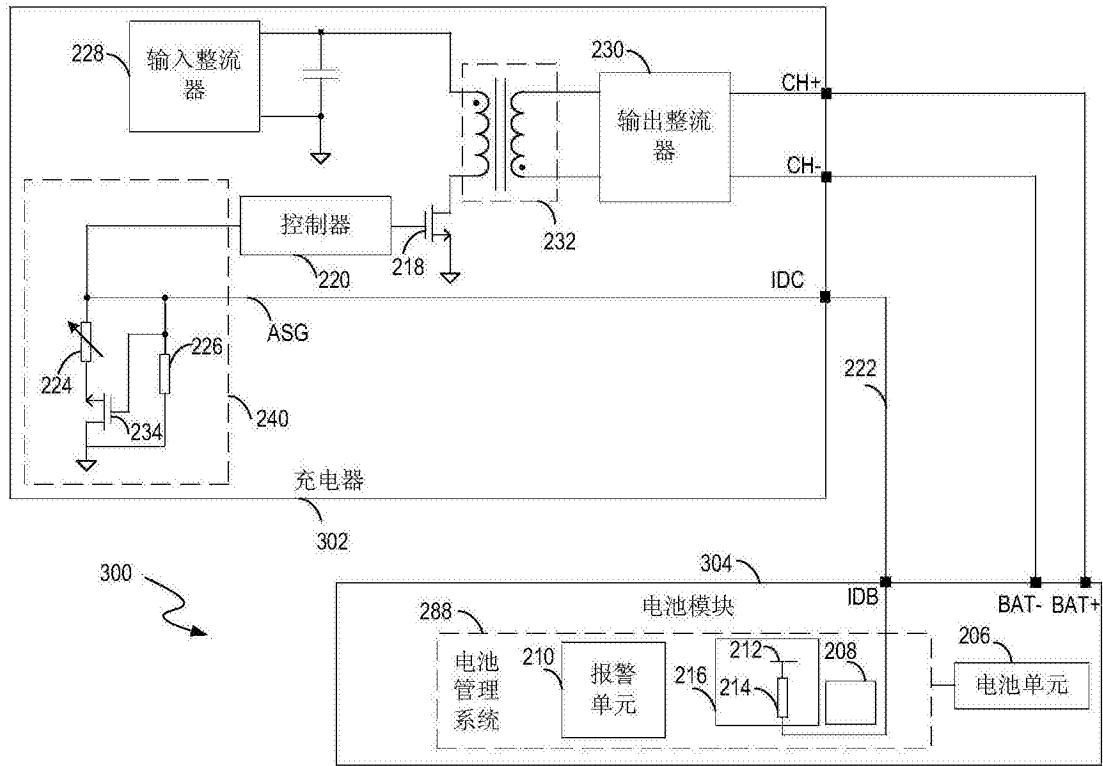 228
输入整流
器
230
输出整流
器
CH+
CH-
232
控制器
220
218
IDC
ASG
224
226
234
240
222
充电器
302
300
304
电池模块
IDB
BAT-
BAT+
288
电池
管理
系统
210
报警
单元
216
212
214
208
206
电池单元